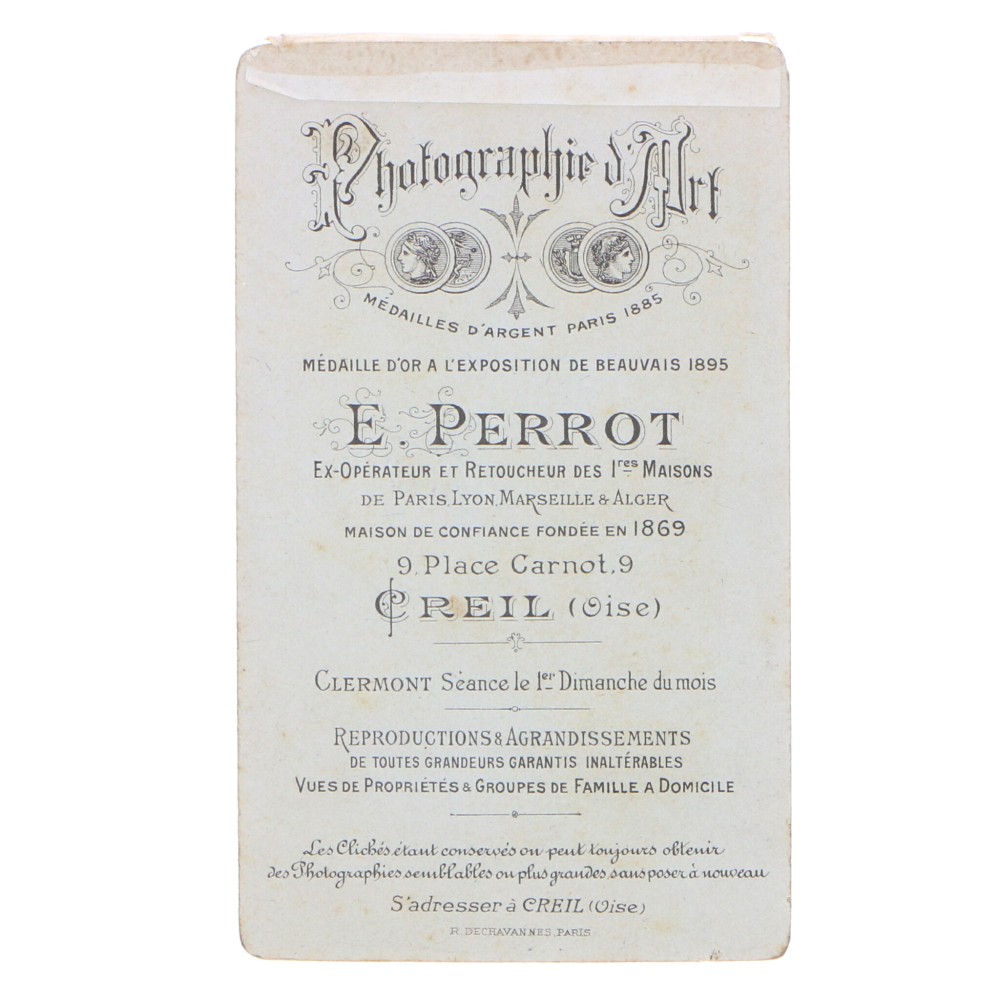 Photographie d'Art
MÉDAILLES D'ARGENT PARIS 1885
MÉDAILLE D'OR A L'EXPOSITION DE BEAUVAIS 1895
E. PERROT
EX-OPÉRATEUR ET RETOUCHEUR DES 1res MAISONS
DE PARIS, LYON, MARSEILLE & ALGER
MAISON DE CONFIANCE FONDÉE EN 1869
9, Place Carnot, 9
CREIL (Oise)
CLERMONT Séance le 1er Dimanche du mois
REPRODUCTIONS & AGRANDISSEMENTS
DE TOUTES GRANDEURS GARANTIS INALTÉRABLES
VUES DE PROPRIÉTÉS & GROUPES DE FAMILLE A DOMICILE
Les Clichés étant conservés on peut toujours obtenir
des Photographies semblables ou plus grandes, sans poser à nouveau
S'adresser à CREIL (Oise)
R. DECHAVANNES, PARIS